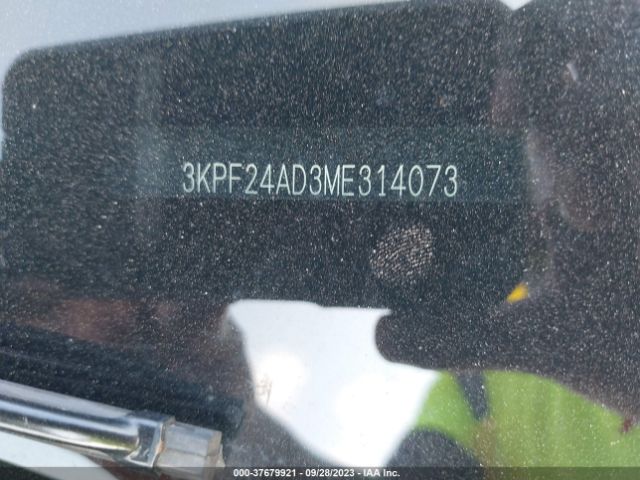 3KPF24AD3ME314073
000-37679921 | 09/28/2023 | IAA Inc.